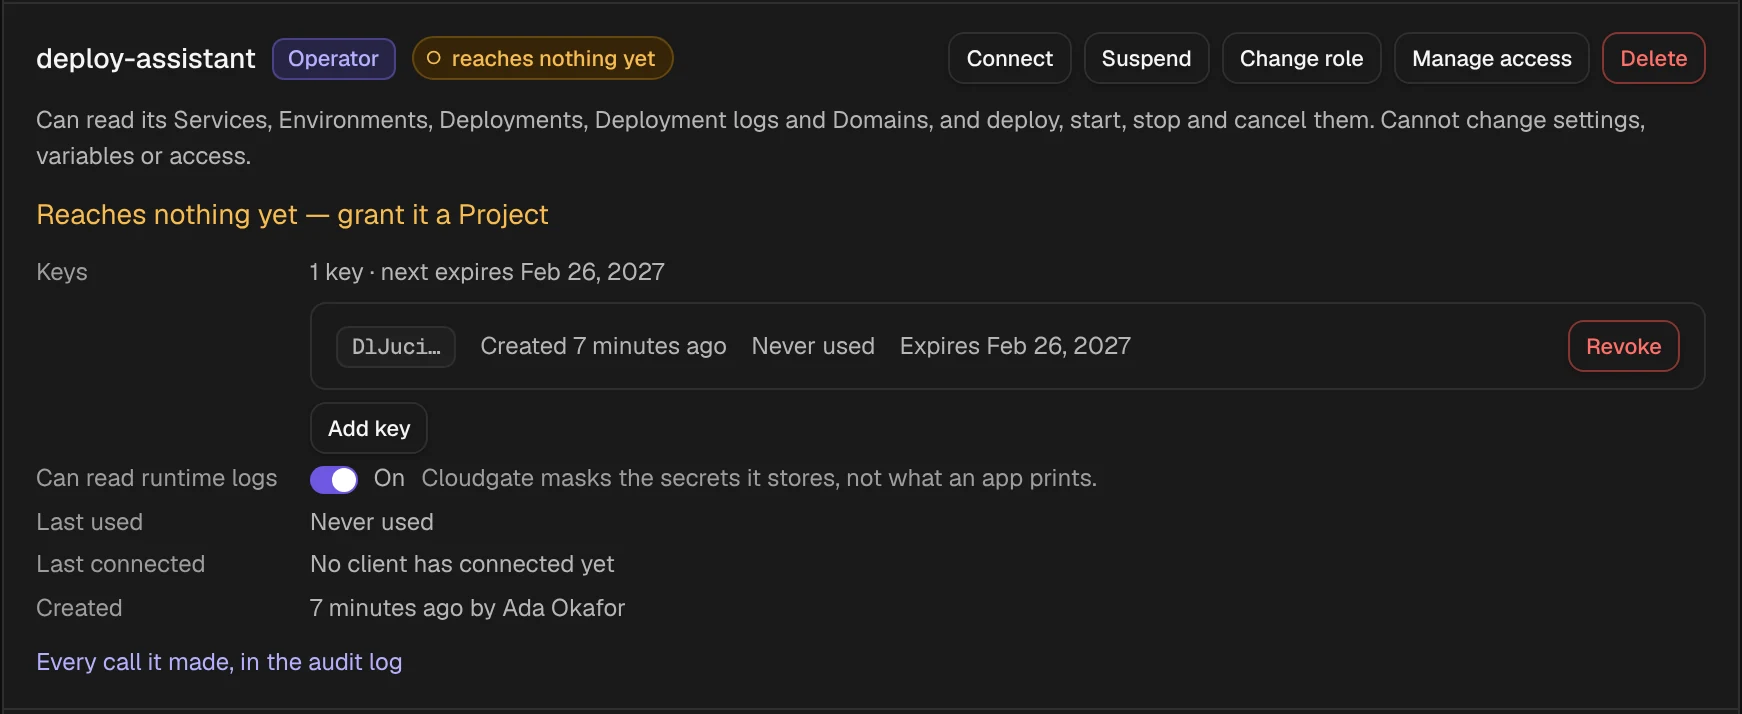 deploy-assistant Operator reaches nothing yet Connect Suspend Change role Manage access Delete
Can read its Services, Environments, Deployments, Deployment logs and Domains, and deploy, start, stop and cancel them. Cannot change settings,
variables or access.
Reaches nothing yet — grant it a Project
Keys 1 key · next expires Feb 26, 2027
DlJuci… Created 7 minutes ago Never used Expires Feb 26, 2027 Revoke
Add key
Can read runtime logs On Cloudgate masks the secrets it stores, not what an app prints.
Last used Never used
Last connected No client has connected yet
Created 7 minutes ago by Ada Okafor
Every call it made, in the audit log